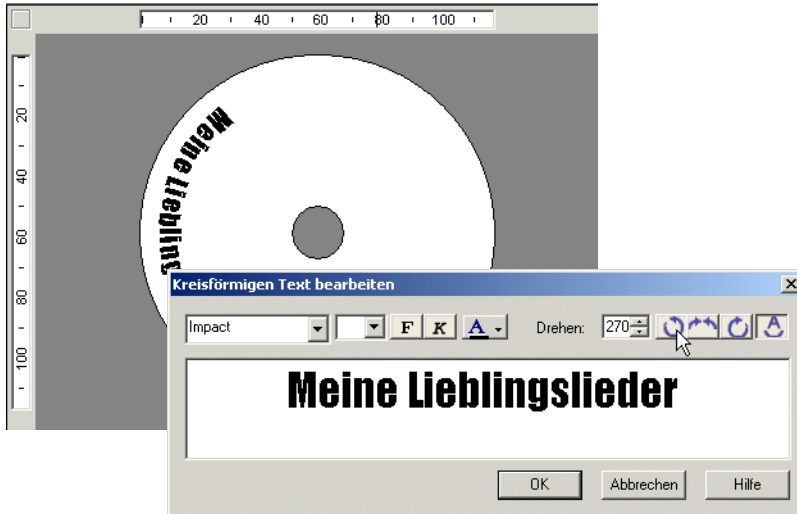 20 40 60 80 100
20
40
60
80
100
Meine Liebling
Kreisförmigen Text bearbeiten
Impact F K A Drehen: 270 A
Meine Lieblingslieder
OK Abbrechen Hilfe